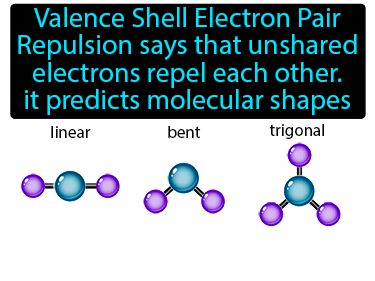 Valence Shell Electron Pair
Repulsion says that unshared
electrons repel each other.
it predicts molecular shapes
linear
bent
trigonal